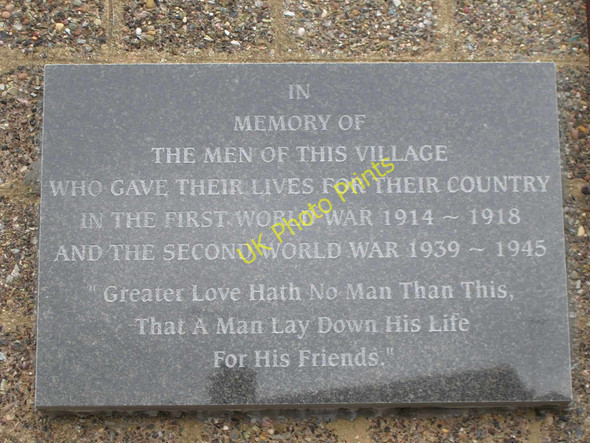 IN
MEMORY OF
THE MEN OF THIS VILLAGE
WHO GAVE THEIR LIVES FOR THEIR COUNTRY
IN THE FIRST WORLD WAR 1914 ~ 1918
AND THE SECOND WORLD WAR 1939 ~ 1945
" Greater Love Hath No Man Than This,
That A Man Lay Down His Life
For His Friends."
UK Photo Prints